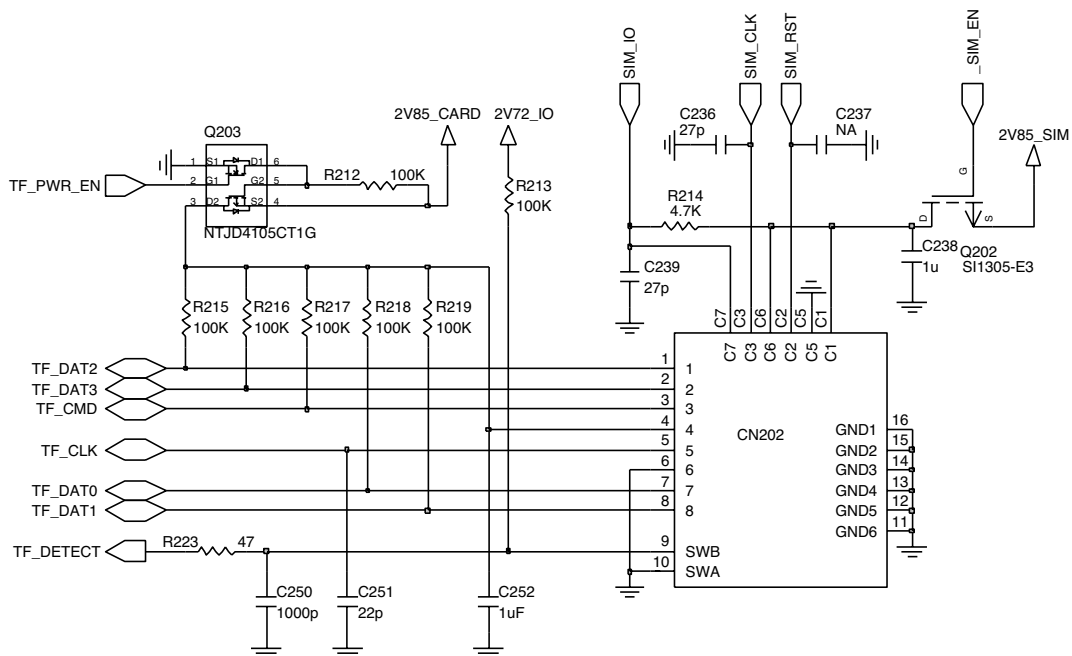 SIM_IO
SIM_CLK
SIM_RST
_SIM_EN
C236
27p
C237
NA
2V85_SIM
2V85_CARD
2V72_IO
Q203
1 S1 D1 6
2 G1 G2 5
3 D2 S2 4
NTJD4105CT1G
TF_PWR_EN
R212 100K
R213
100K
R214
4.7K
G
D
S
C238
1u
Q202
SI1305-E3
C239
27p
R215
100K
R216
100K
R217
100K
R218
100K
R219
100K
C7
C3
C6
C2
C5
C1
C7
C3
C6
C2
C5
C1
TF_DAT2
TF_DAT3
TF_CMD
TF_CLK
TF_DAT0
TF_DAT1
TF_DETECT
1 1
2 2
3 3
4 4
5 5
6 6
7 7
8 8
9 SWB
10 SWA
CN202
GND1 16
GND2 15
GND3 14
GND4 13
GND5 12
GND6 11
R223 47
C250
1000p
C251
22p
C252
1uF